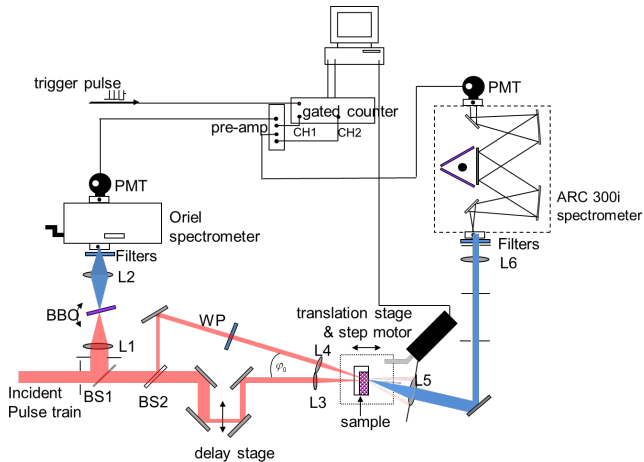 trigger pulse
gated counter
CH1
CH2
pre-amp
PMT
PMT
Oriel
spectrometer
ARC 300i
spectrometer
Filters
Filters
L2
L6
BBO
L1
WP
translation stage
& step motor
L4
φ0
L3
L5
Incident
Pulse train
BS1
BS2
sample
delay stage